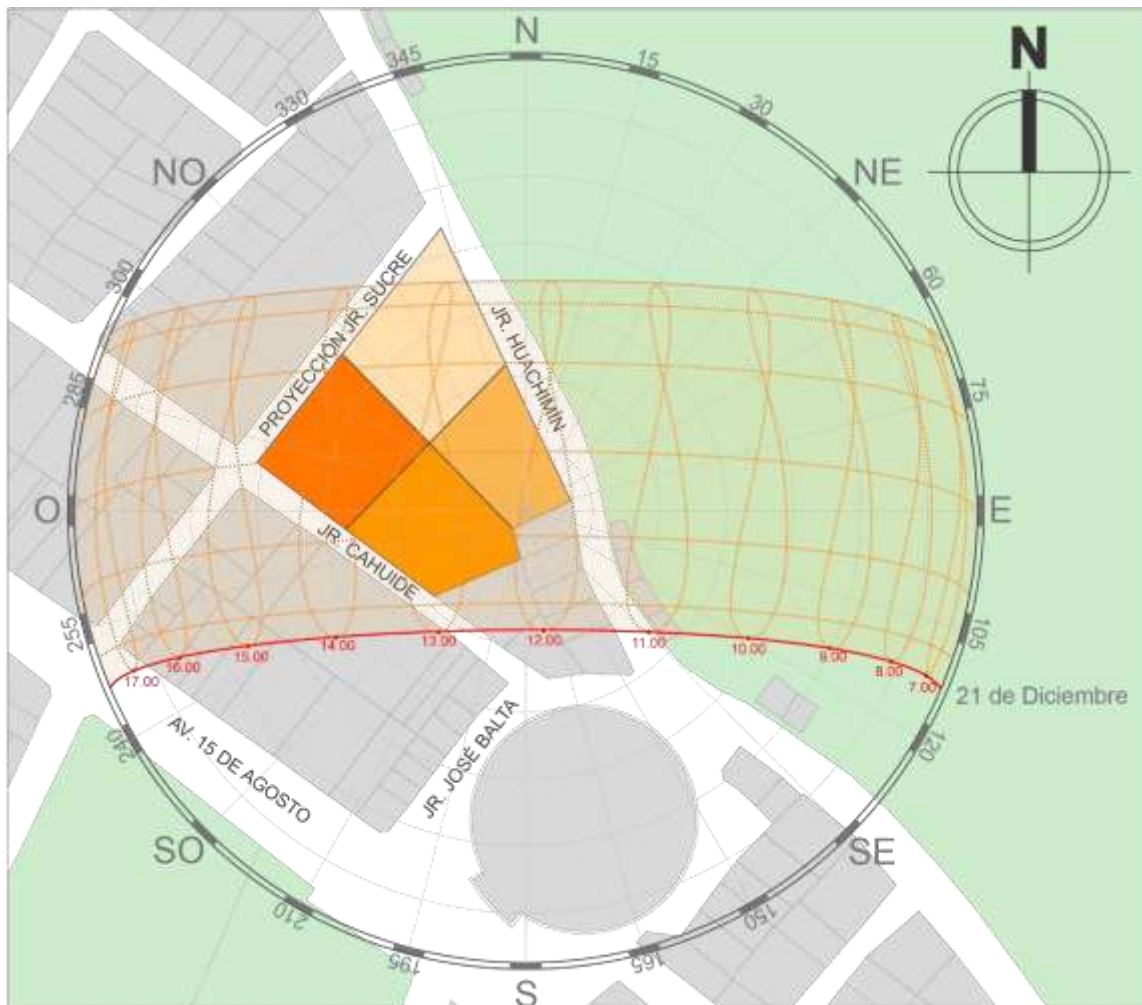 N
N
345
15
330
30
NO
NE
300
60
PROYECCIÓN JR. SUCRE
JR. HUACHIMÍN
285
75
O
E
JR. CAHUIDE
255
105
17.00
16.00
15.00
14.00
13.00
12.00
11.00
10.00
9.00
8.00
7.00
21 de Diciembre
240
120
AV. 15 DE AGOSTO
JR. JOSÉ BALTA
SO
SE
210
150
195
165
S